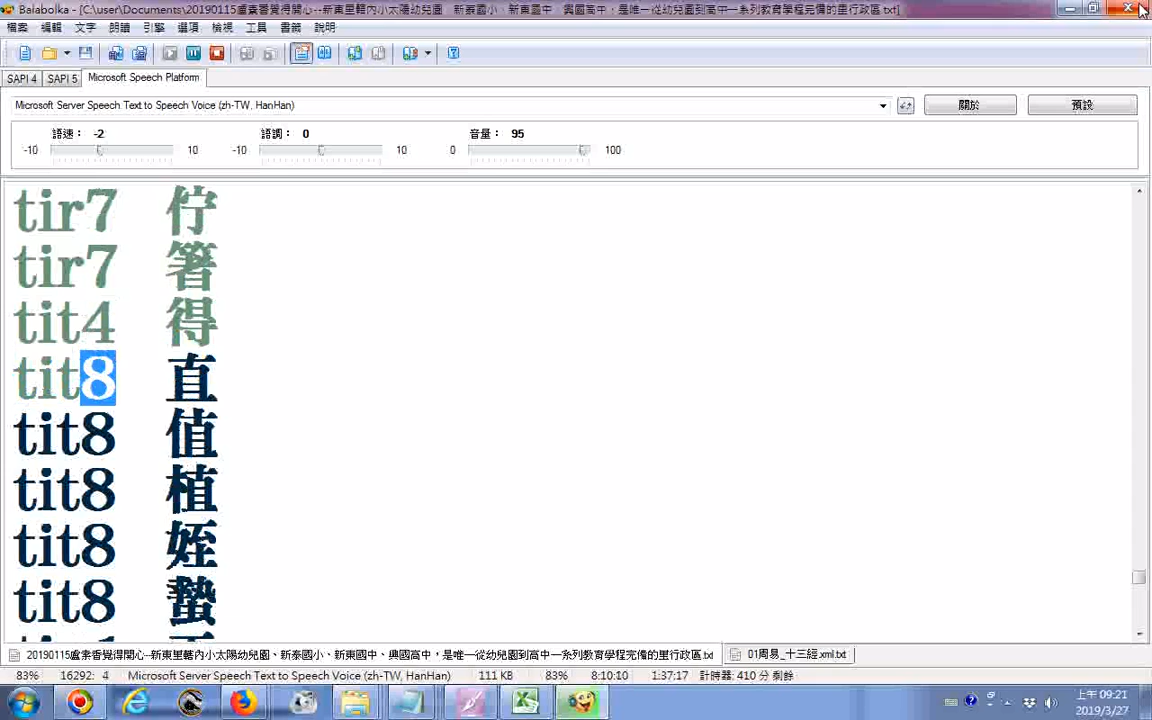 Balabolka - [C:\user\Documents\20190115盧素香覺得開心--新東里轄內小太陽幼兒園、新泰國小、新東國中、興國高中，是唯一從幼兒園到高中一系列教育學程完備的里行政區.txt]
檔案 編輯 文字 朗讀 引擎 選項 檢視 工具 書籤 說明
SAPI 4 SAPI 5 Microsoft Speech Platform
Microsoft Server Speech Text to Speech Voice (zh-TW, HanHan) 關於 預設
語速： -2 語調： 0 音量： 95
-10 10 -10 10 0 100
tir7 佇
tir7 箸
tit4 得
tit8 直
tit8 值
tit8 植
tit8 姪
tit8 蟄
20190115盧素香覺得開心--新東里轄內小太陽幼兒園、新泰國小、新東國中、興國高中，是唯一從幼兒園到高中一系列教育學程完備的里行政區.txt 01周易_十三經.xml.txt
83% 16292: 4 Microsoft Server Speech Text to Speech Voice (zh-TW, HanHan) 111 KB 83% 8:10:10 1:37:17 計時器: 410 分 剩餘
上午 09:21
2019/3/27